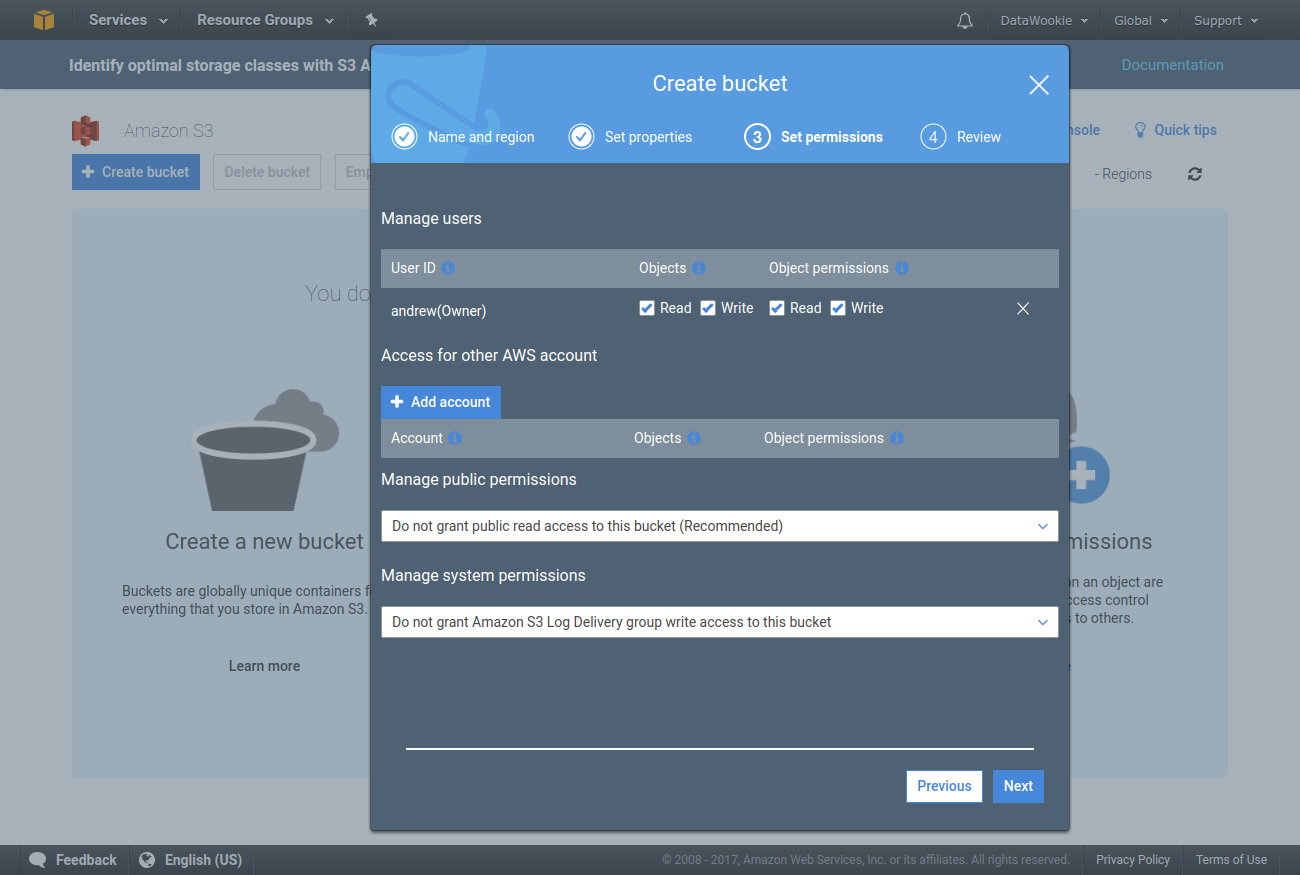 Services Resource Groups DataWookie Global Support
Identify optimal storage classes with S3 A Documentation
Create bucket
Name and region Set properties 3 Set permissions 4 Review
Amazon S3 Quick tips
Create bucket Delete bucket - Regions
Manage users
User ID Objects Object permissions
andrew(Owner) Read Write Read Write
You do
Access for other AWS account
Add account
Account Objects Object permissions
Manage public permissions
Do not grant public read access to this bucket (Recommended)
Create a new bucket
Manage system permissions
Buckets are globally unique containers
everything that you store in Amazon S3.
on an object are
access control
to others.
Do not grant Amazon S3 Log Delivery group write access to this bucket
Learn more
Previous Next
Feedback English (US) © 2008 - 2017, Amazon Web Services, Inc. or its affiliates. All rights reserved. Privacy Policy Terms of Use